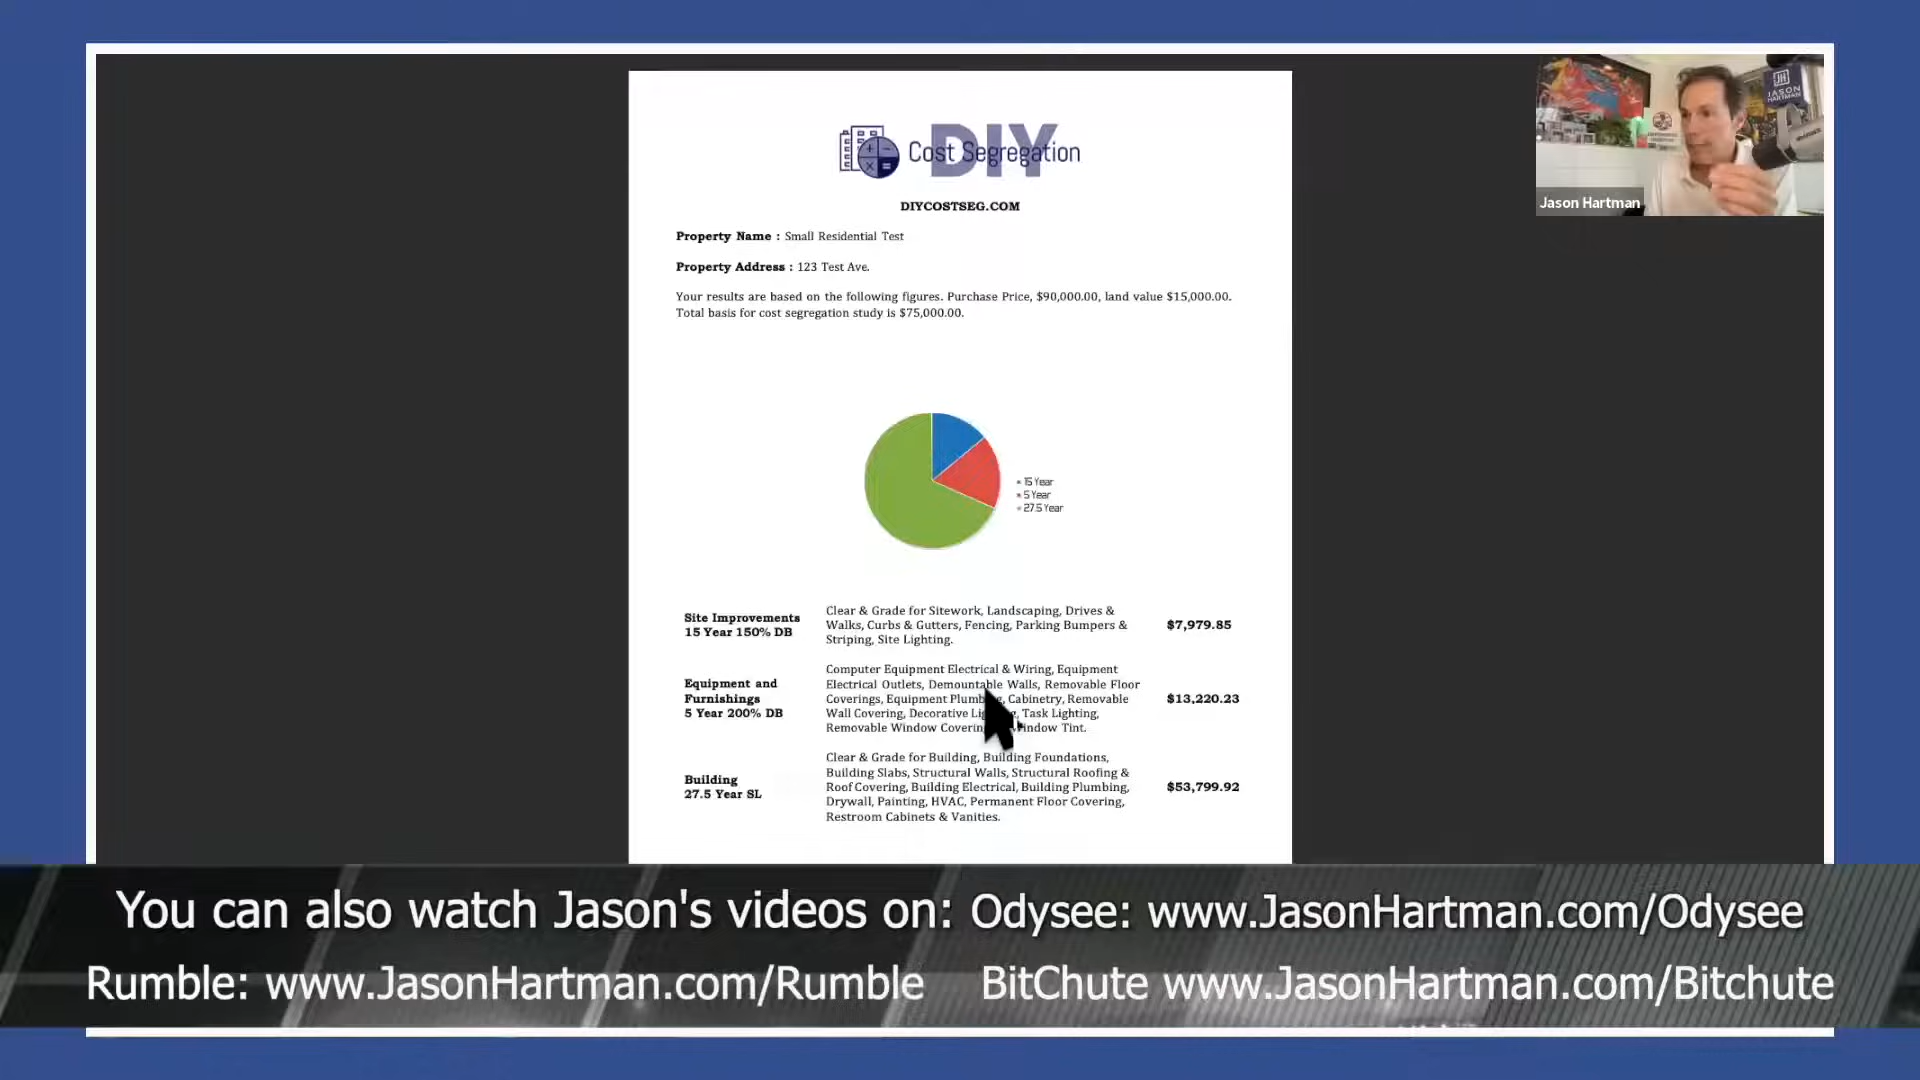 DIY
Cost Segregation
DIYCOSTSEG.COM
Property Name : Small Residential Test
Property Address : 123 Test Ave.
Your results are based on the following figures. Purchase Price, $90,000.00, land value $15,000.00.
Total basis for cost segregation study is $75,000.00.
15 Year
5 Year
27.5 Year
Site Improvements
15 Year 150% DB
Clear & Grade for Sitework, Landscaping, Drives &
Walks, Curbs & Gutters, Fencing, Parking Bumpers &
Striping, Site Lighting.
$7,979.85
Equipment and
Furnishings
5 Year 200% DB
Computer Equipment Electrical & Wiring, Equipment
Electrical Outlets, Demountable Walls, Removable Floor
Coverings, Equipment Cabinetry, Removable
Wall Covering, Decorative Task Lighting,
Removable Window Tint.
$13,220.23
Building
27.5 Year SL
Clear & Grade for Building, Building Foundations,
Building Slabs, Structural Walls, Structural Roofing &
Roof Covering, Building Electrical, Building Plumbing,
Drywall, Painting, HVAC, Permanent Floor Covering,
Restroom Cabinets & Vanities.
$53,799.92
JH
JASON
HARTMAN
Jason Hartman
You can also watch Jason's videos on: Odysee: www.JasonHartman.com/Odysee
Rumble: www.JasonHartman.com/Rumble BitChute www.JasonHartman.com/Bitchute